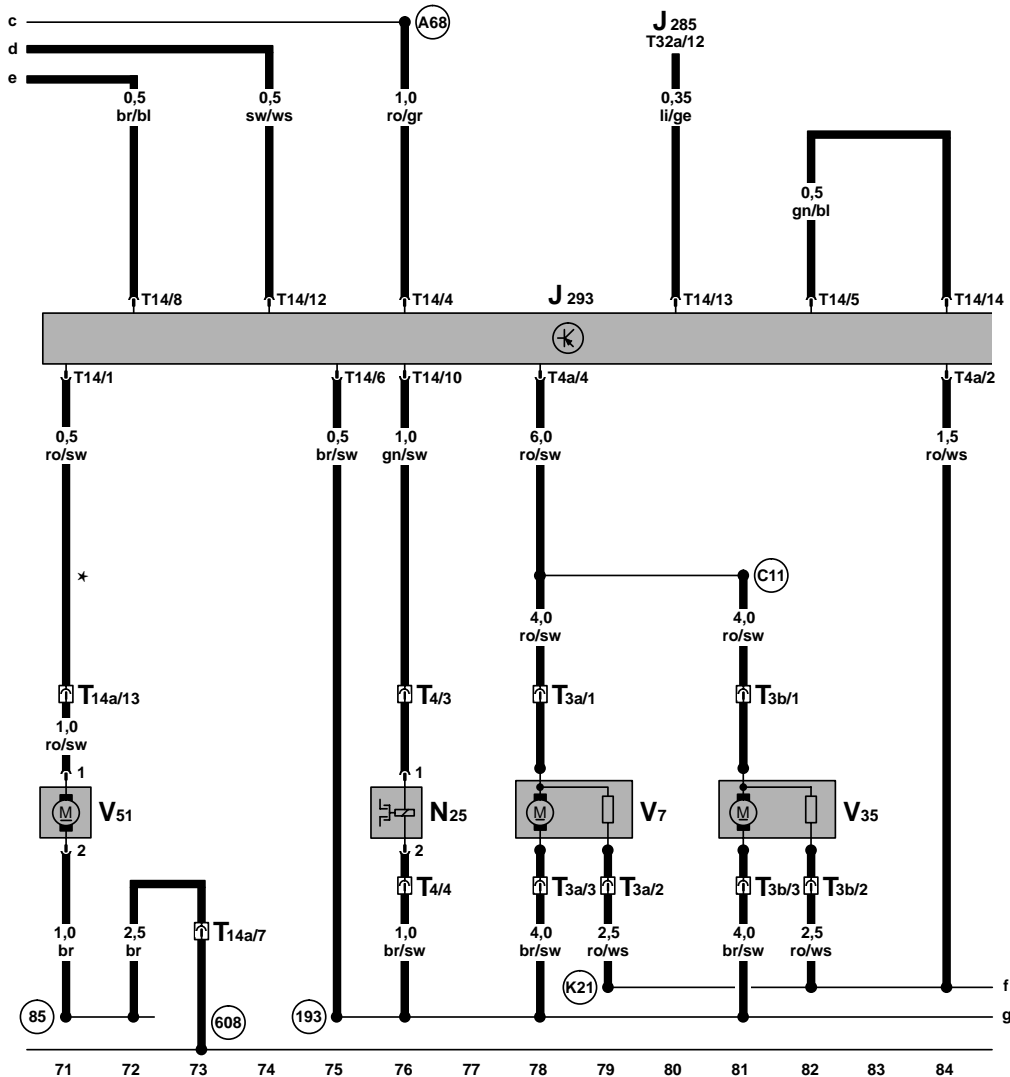 c
A68
J 285
T32a/12
d
e
0,5
br/bl
0,5
sw/ws
1,0
ro/gr
0,35
li/ge
0,5
gn/bl
T14/8
T14/12
T14/4
J 293
T14/13
T14/5
T14/14
T14/1
T14/6
T14/10
T4a/4
T4a/2
0,5
ro/sw
0,5
br/sw
1,0
gn/sw
6,0
ro/sw
1,5
ro/ws
*
C11
4,0
ro/sw
4,0
ro/sw
T14a/13
T4/3
T3a/1
T3b/1
1,0
ro/sw
1
1
M V51
N25
M V7
M V35
2
2
T4/4
T3a/3
T3a/2
T3b/3
T3b/2
T14a/7
1,0
br
2,5
br
1,0
br/sw
4,0
br/sw
2,5
ro/ws
4,0
br/sw
2,5
ro/ws
K21
f
85
608
193
g
71 72 73 74 75 76 77 78 79 80 81 82 83 84